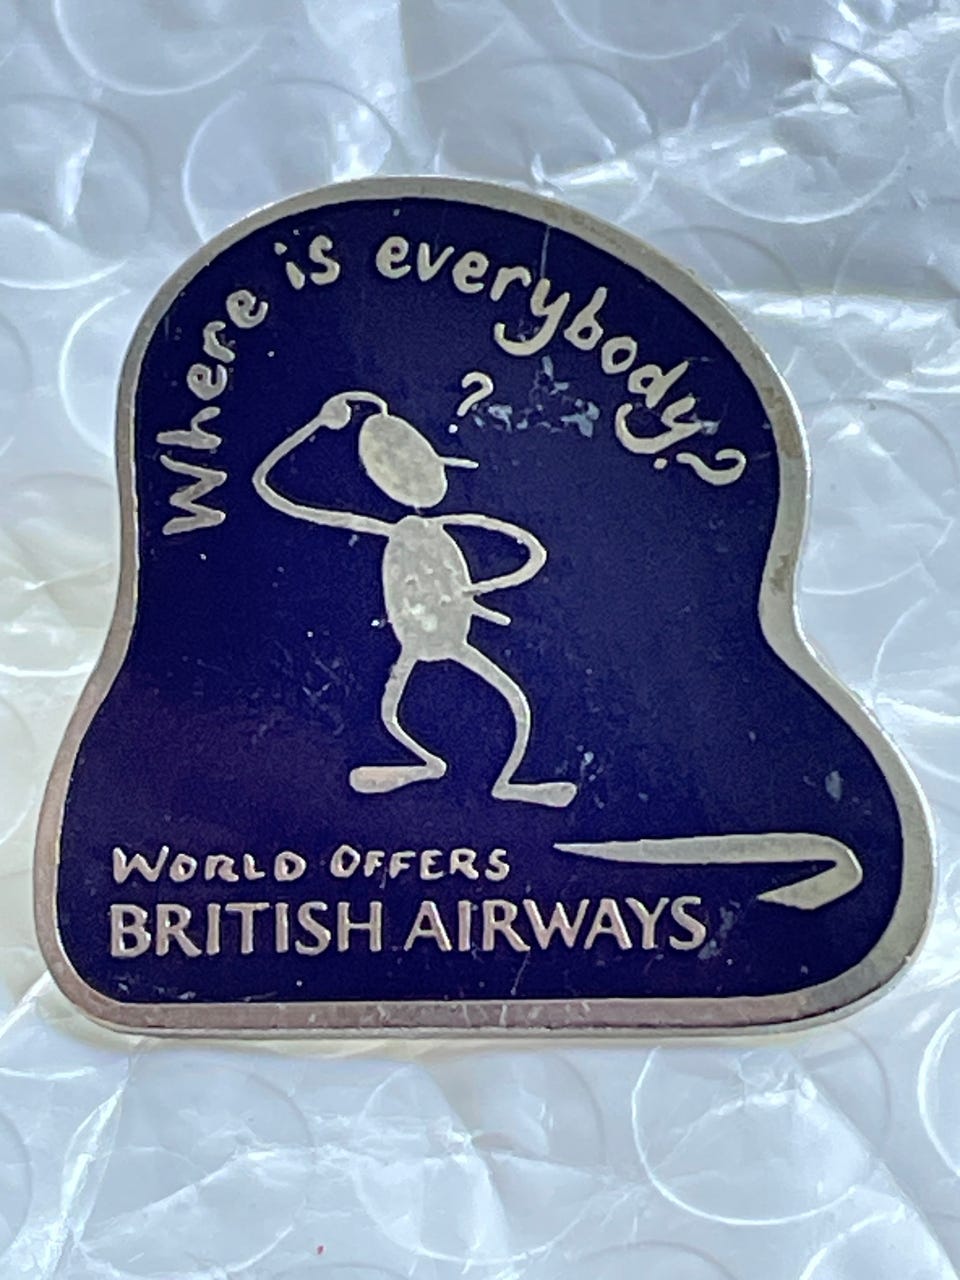 Where is everybody?
?
WORLD OFFERS
BRITISH AIRWAYS